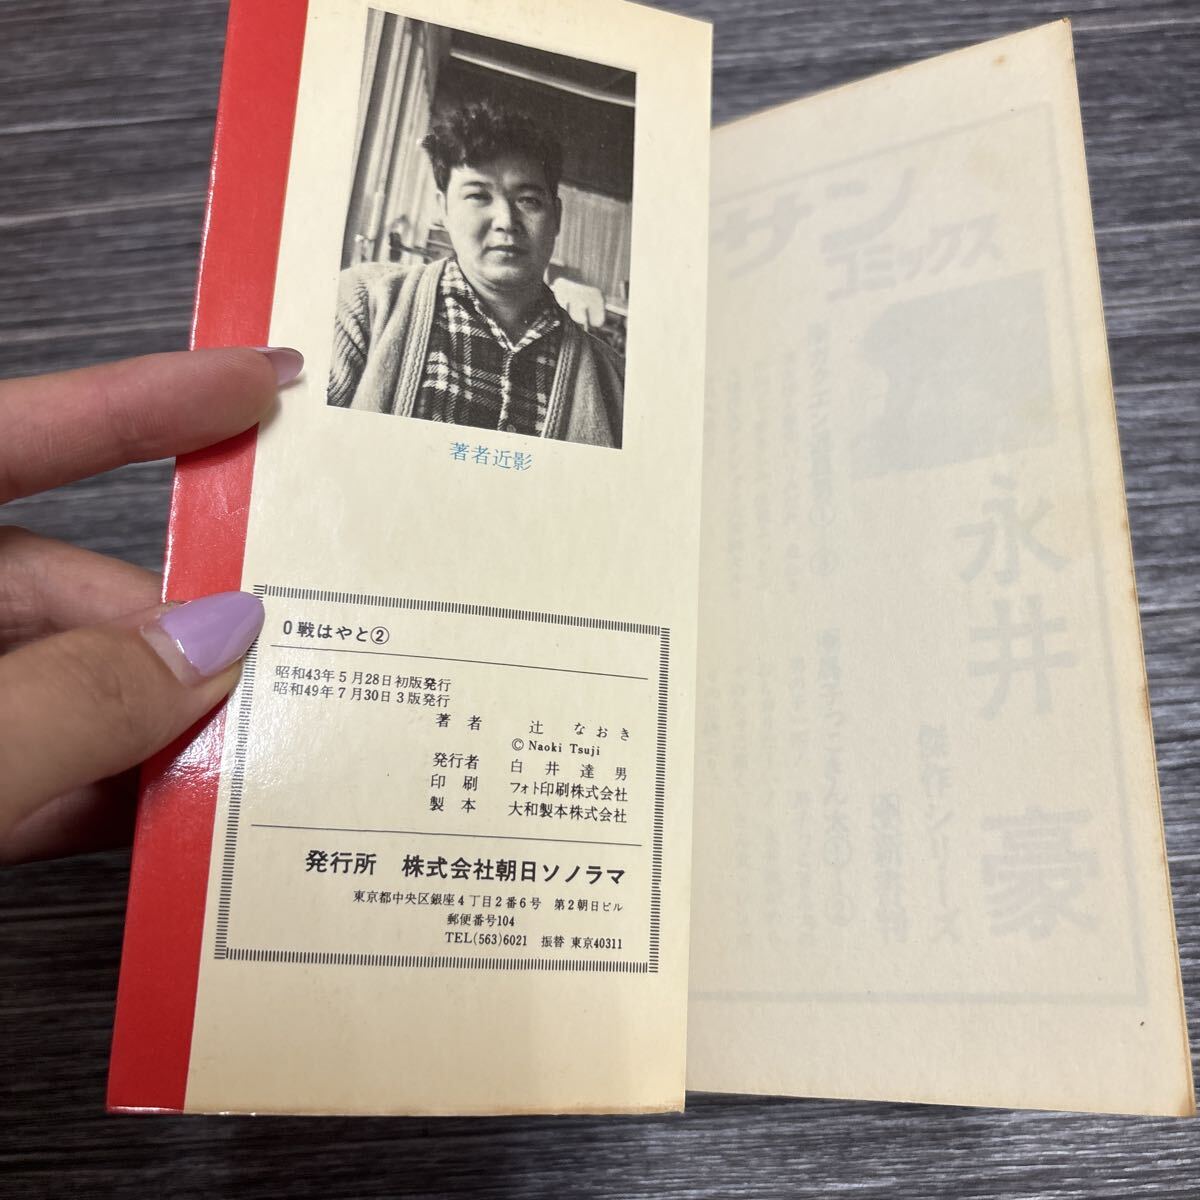 著者近影
0戦はやと②
昭和43年5月28日初版発行
昭和49年7月30日3版発行
著者 辻なおき
© Naoki Tsuji
発行者 白井達男
印刷 フォト印刷株式会社
製本 大和製本株式会社
発行所 株式会社朝日ソノラマ
東京都中央区銀座4丁目2番6号 第2朝日ビル
郵便番号104
TEL(563)6021 振替 東京40311
サン
コミックス
永井豪